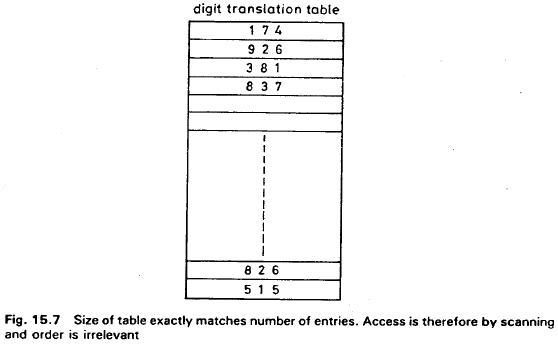 digit translation table
1 7 4
9 2 6
3 8 1
8 3 7
8 2 6
5 1 5
Fig. 15.7 Size of table exactly matches number of entries. Access is therefore by scanning
and order is irrelevant